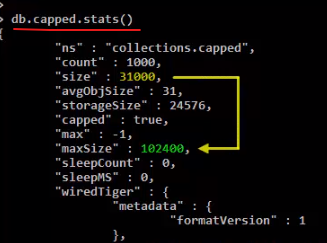 >
> db.capped.stats()
{
"ns" : "collections.capped",
"count" : 1000,
"size" : 31000,
"avgObjSize" : 31,
"storageSize" : 24576,
"capped" : true,
"max" : -1,
"maxSize" : 102400,
"sleepCount" : 0,
"sleepMS" : 0,
"wiredTiger" : {
"metadata" : {
"formatVersion" : 1
},